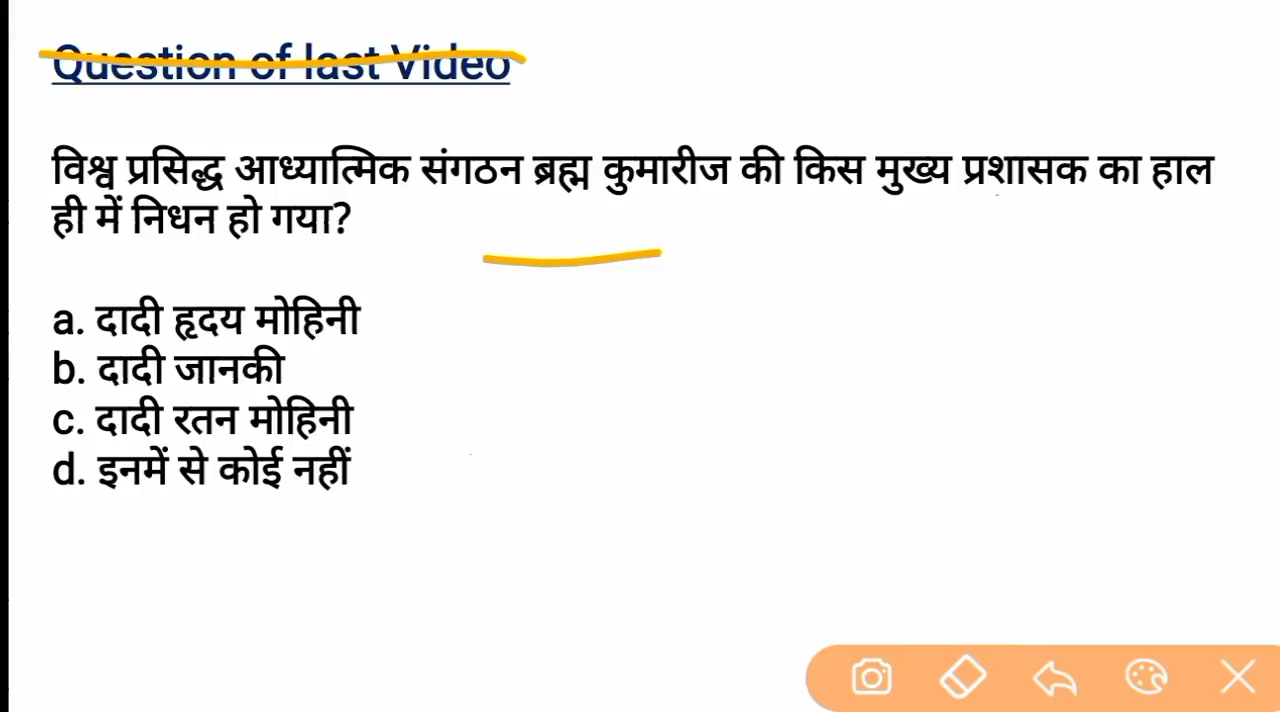 Question of last Video
विश्व प्रसिद्ध आध्यात्मिक संगठन ब्रह्म कुमारीज की किस मुख्य प्रशासक का हाल
ही में निधन हो गया?
a. दादी हृदय मोहिनी
b. दादी जानकी
c. दादी रतन मोहिनी
d. इनमें से कोई नहीं